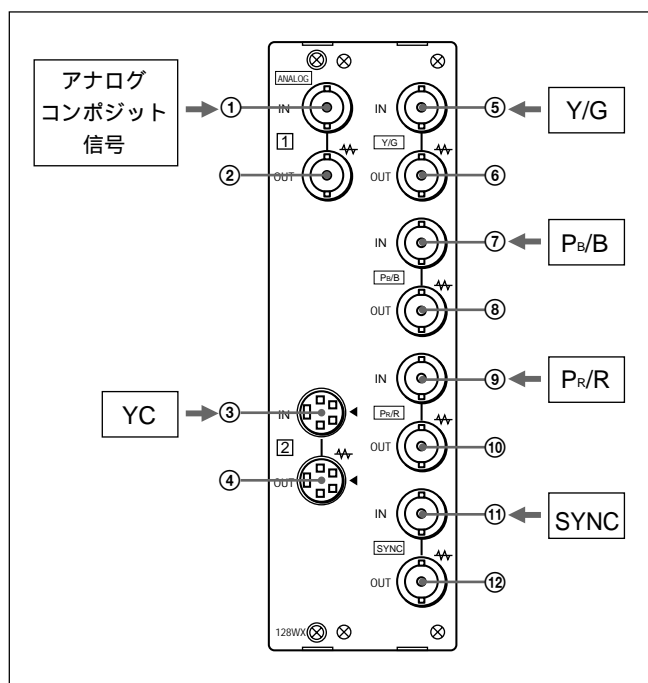 アナログ
コンポジット
信号
ANALOG
① IN
1
② OUT
YC
③ IN
2
④ OUT
128WX
IN ⑤ Y/G
Y/G
OUT ⑥
IN ⑦ PB/B
PB/B
OUT ⑧
IN ⑨ PR/R
PR/R
OUT ⑩
IN ⑪ SYNC
SYNC
OUT ⑫